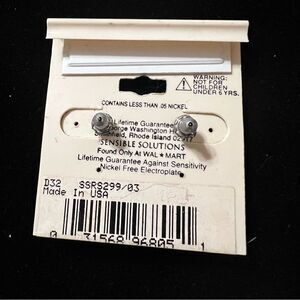 WARNING:
NOT FOR
CHILDREN
UNDER 6 YRS.
CONTAINS LESS THAN .05 NICKEL
Lifetime Guarantee
George Washington
Rhode Island
SENSIBLE SOLUTIONS
Found Only At WAL★MART
Lifetime Guarantee Against Sensitivity
Nickel Free Electroplate
D32 SSRS299/03
Made In USA
0 31568 96805 1